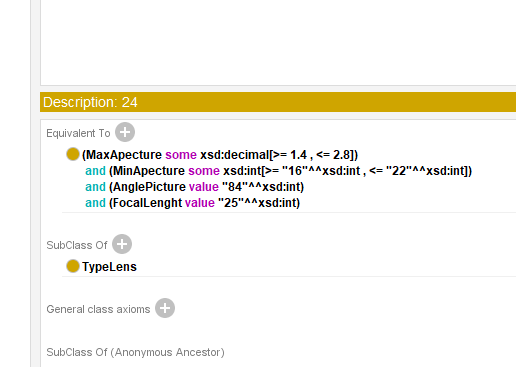 Description: 24
Equivalent To
(MaxApecture some xsd:decimal[>= 1.4 , <= 2.8])
and (MinApecture some xsd:int[>= "16"^^xsd:int , <= "22"^^xsd:int])
and (AnglePicture value "84"^^xsd:int)
and (FocalLenght value "25"^^xsd:int)
SubClass Of
TypeLens
General class axioms
SubClass Of (Anonymous Ancestor)